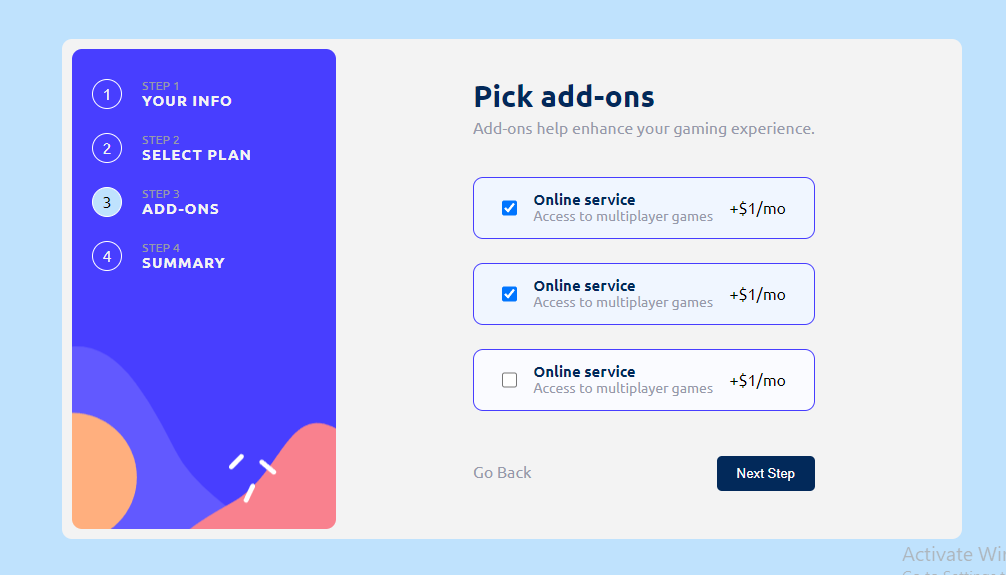 1
STEP 1
YOUR INFO
2
STEP 2
SELECT PLAN
3
STEP 3
ADD-ONS
4
STEP 4
SUMMARY
Pick add-ons
Add-ons help enhance your gaming experience.
Online service
Access to multiplayer games
+$1/mo
Online service
Access to multiplayer games
+$1/mo
Online service
Access to multiplayer games
+$1/mo
Go Back
Next Step
Activate Wi